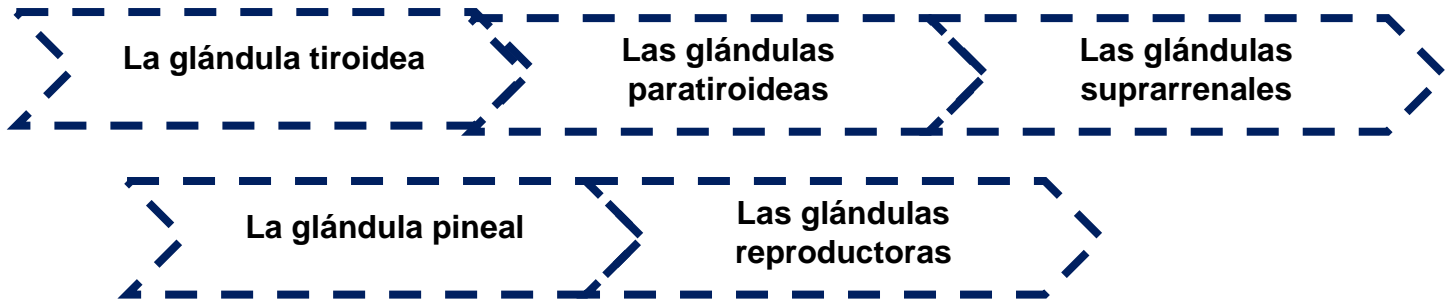 La glándula tiroidea
Las glándulas
paratiroideas
Las glándulas
suprarrenales
La glándula pineal
Las glándulas
reproductoras